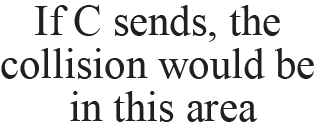 If C sends, the
collision would be
in this area